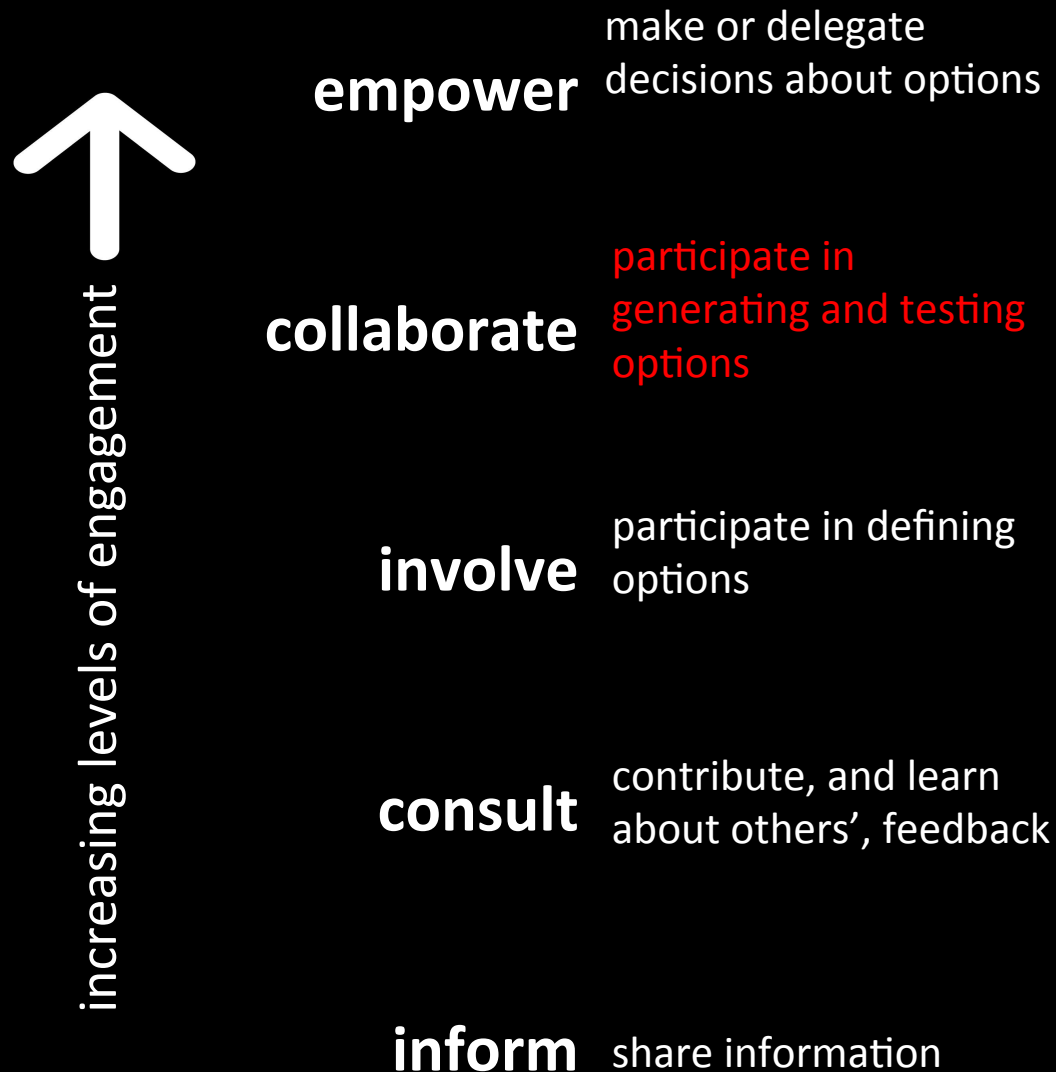 make or delegate
empower decisions about options
participate in
collaborate generating and testing
options
participate in defining
involve options
contribute, and learn
consult about others’, feedback
inform share information
increasing levels of engagement